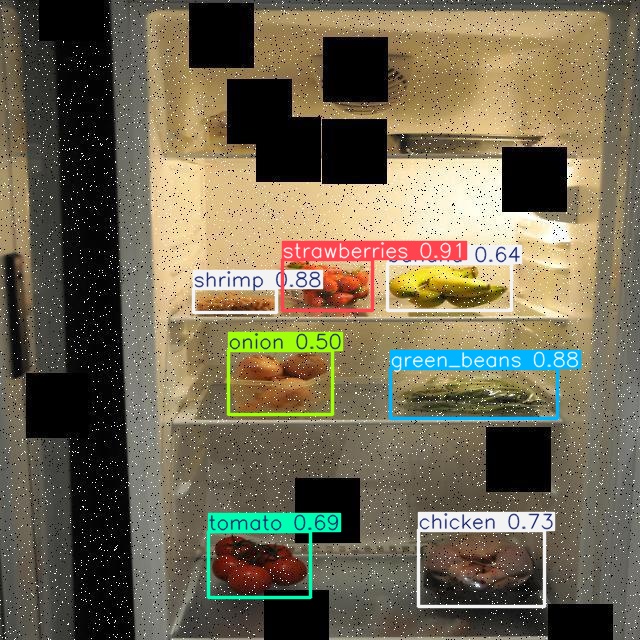 strawberries 0.91
0.64
shrimp 0.88
onion 0.50
green_beans 0.88
tomato 0.69
chicken 0.73